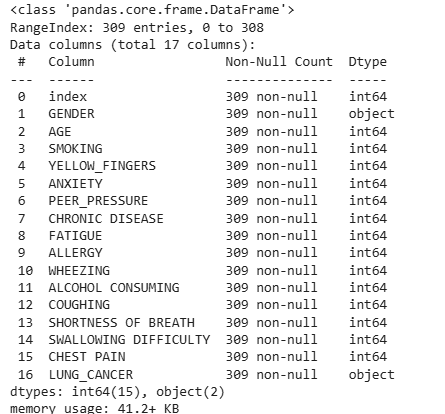 <class 'pandas.core.frame.DataFrame'>
RangeIndex: 309 entries, 0 to 308
Data columns (total 17 columns):
 #   Column                 Non-Null Count  Dtype
---  ------                 --------------  -----
 0   index                  309 non-null    int64
 1   GENDER                 309 non-null    object
 2   AGE                    309 non-null    int64
 3   SMOKING                309 non-null    int64
 4   YELLOW_FINGERS         309 non-null    int64
 5   ANXIETY                309 non-null    int64
 6   PEER_PRESSURE          309 non-null    int64
 7   CHRONIC DISEASE        309 non-null    int64
 8   FATIGUE                309 non-null    int64
 9   ALLERGY                309 non-null    int64
 10  WHEEZING               309 non-null    int64
 11  ALCOHOL CONSUMING      309 non-null    int64
 12  COUGHING               309 non-null    int64
 13  SHORTNESS OF BREATH    309 non-null    int64
 14  SWALLOWING DIFFICULTY  309 non-null    int64
 15  CHEST PAIN             309 non-null    int64
 16  LUNG_CANCER            309 non-null    object
dtypes: int64(15), object(2)
memory usage: 41.2+ KB